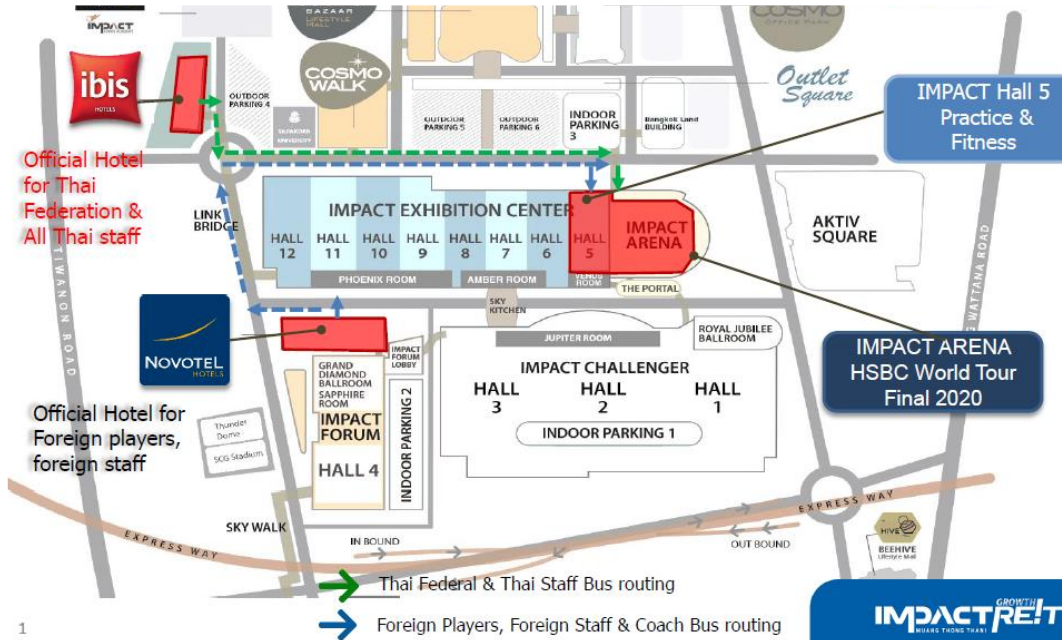 IMPACT
BAZAAR
LIFESTYLE
MALL
COSMO
OFFICE PARK
ibis
HOTELS
OUTDOOR
PARKING 4
COSMO
WALK
OUTDOOR
PARKING 5
OUTDOOR
PARKING 6
INDOOR
PARKING
3
Bangkok Land
BUILDING
Outlet
Square
IMPACT Hall 5
Practice &
Fitness
Official Hotel
for Thai
Federation &
All Thai staff
LINK
BRIDGE
IMPACT EXHIBITION CENTER
HALL
12
HALL
11
HALL
10
HALL
9
HALL
8
HALL
7
HALL
6
HALL
5
IMPACT
ARENA
AKTIV
SQUARE
PHOENIX ROOM
AMBER ROOM
VENUS
ROOM
THE PORTAL
TIWANON ROAD
G WATTANA ROAD
SKY
KITCHEN
NOVOTEL
HOTELS
JUPITER ROOM
ROYAL JUBILEE
BALLROOM
IMPACT
FORUM
LOBBY
GRAND
DIAMOND
BALLROOM
SAPPHIRE
ROOM
IMPACT
FORUM
HALL 4
INDOOR PARKING 2
IMPACT CHALLENGER
HALL
3
HALL
2
HALL
1
INDOOR PARKING 1
IMPACT ARENA
HSBC World Tour
Final 2020
Official Hotel for
Foreign players,
foreign staff
Thunder
Dome
SCG Stadium
SKY WALK
EXPRESS WAY
EXPRESS WAY
IN BOUND
OUT BOUND
HIVE
BEEHIVE
Lifestyle Mall
Thai Federal & Thai Staff Bus routing
Foreign Players, Foreign Staff & Coach Bus routing
1
IMPACT GROWTH REIT
MUANG THONG THANI